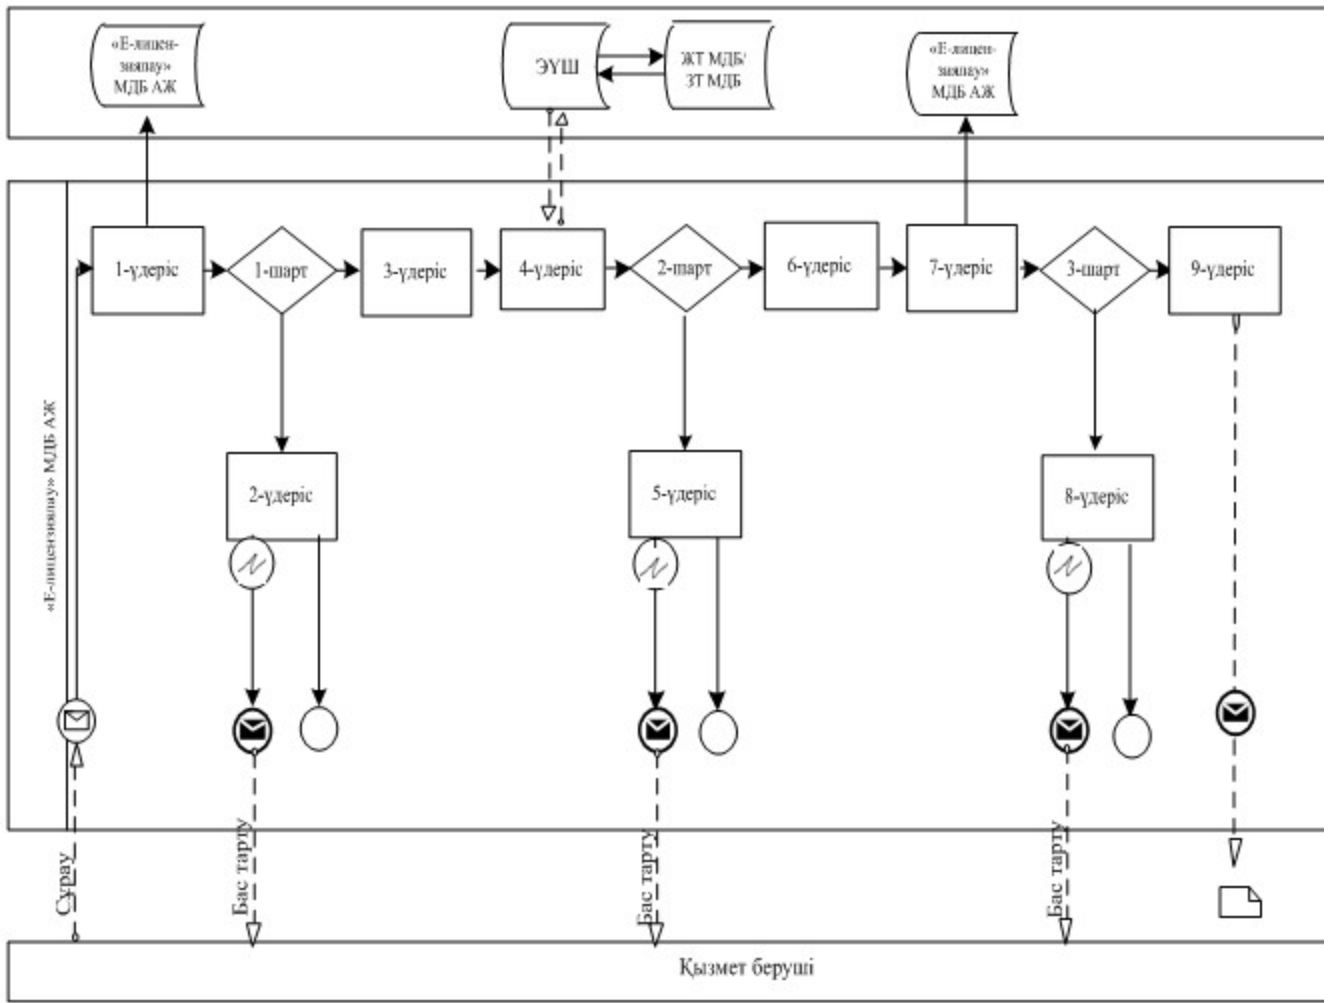 «Е-лицен-
зиялау»
МДБ АЖ
ЭҮШ
ЖТ МДБ/
ЗТ МДБ
«Е-лицен-
зиялау»
МДБ АЖ
1-үдеріс
1-шарт
3-үдеріс
4-үдеріс
2-шарт
6-үдеріс
7-үдеріс
3-шарт
9-үдеріс
«Е-лицензиялау» МДБ АЖ
2-үдеріс
5-үдеріс
8-үдеріс
Сұрау
Бас тарту
Бас тарту
Бас тарту
Қызмет беруші